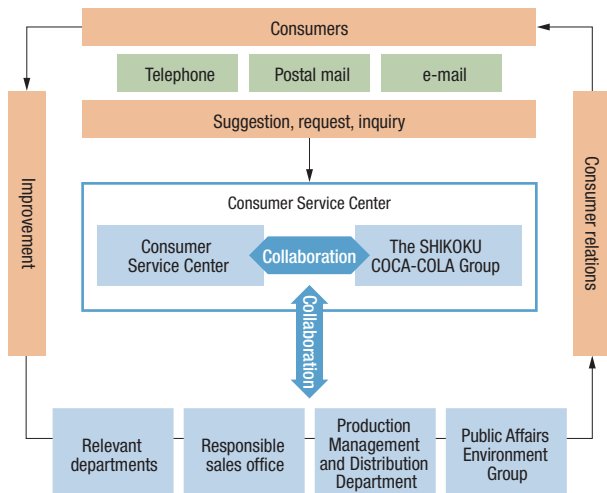 Consumers
Telephone
Postal mail
e-mail
Suggestion, request, inquiry
Improvement
Consumer relations
Consumer Service Center
Consumer
Service Center
Collaboration
The SHIKOKU
COCA-COLA Group
Collaboration
Relevant
departments
Responsible
sales office
Production
Management
and Distribution
Department
Public Affairs
Environment
Group